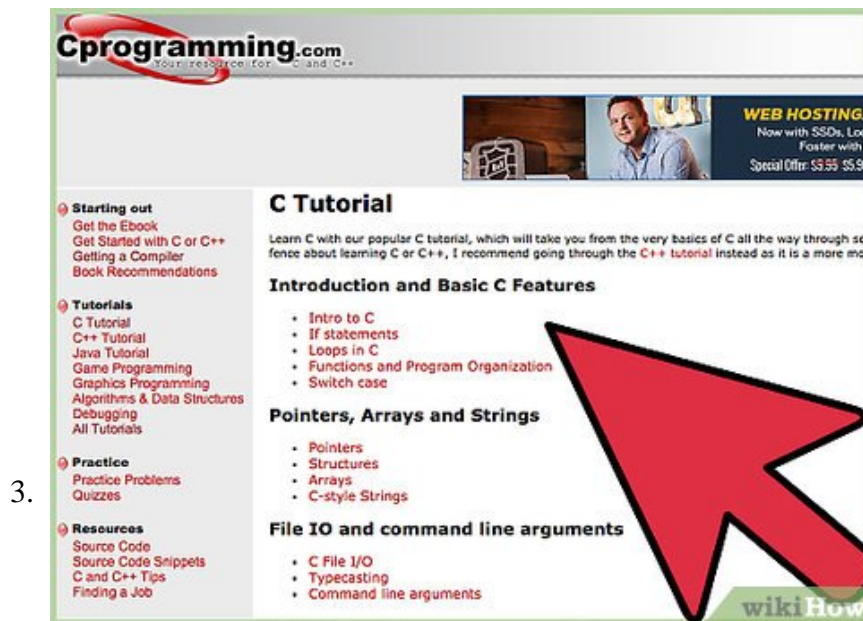 Cprogramming.com
Your resource for C and C++
WEB HOSTING
Now with SSDs,
Foster with
Special Offer: $3.95
Starting out
Get the Ebook
Get Started with C or C++
Getting a Compiler
Book Recommendations
Tutorials
C Tutorial
C++ Tutorial
Java Tutorial
Game Programming
Graphics Programming
Algorithms & Data Structures
Debugging
All Tutorials
3.
Practice
Practice Problems
Quizzes
Resources
Source Code
Source Code Snippets
C and C++ Tips
Finding a Job
C Tutorial
Learn C with our popular C tutorial, which will take you from the very basics of C all the way through
fence about learning C or C++, I recommend going through the C++ tutorial instead as it is a more
Introduction and Basic C Features
Intro to C
If statements
Loops in C
Functions and Program Organization
Switch case
Pointers, Arrays and Strings
Pointers
Structures
Arrays
C-style Strings
File IO and command line arguments
C File I/O
Typecasting
Command line arguments
wikiHow